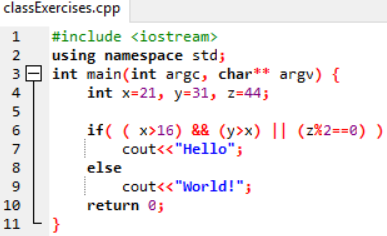 classExercises.cpp
1 #include <iostream>
2 using namespace std;
3 int main(int argc, char** argv) {
4 int x=21, y=31, z=44;
5
6 if( ( x>16) && (y>x) || (z%2==0) )
7 cout<<"Hello";
8 else
9 cout<<"World!";
10 return 0;
11 }